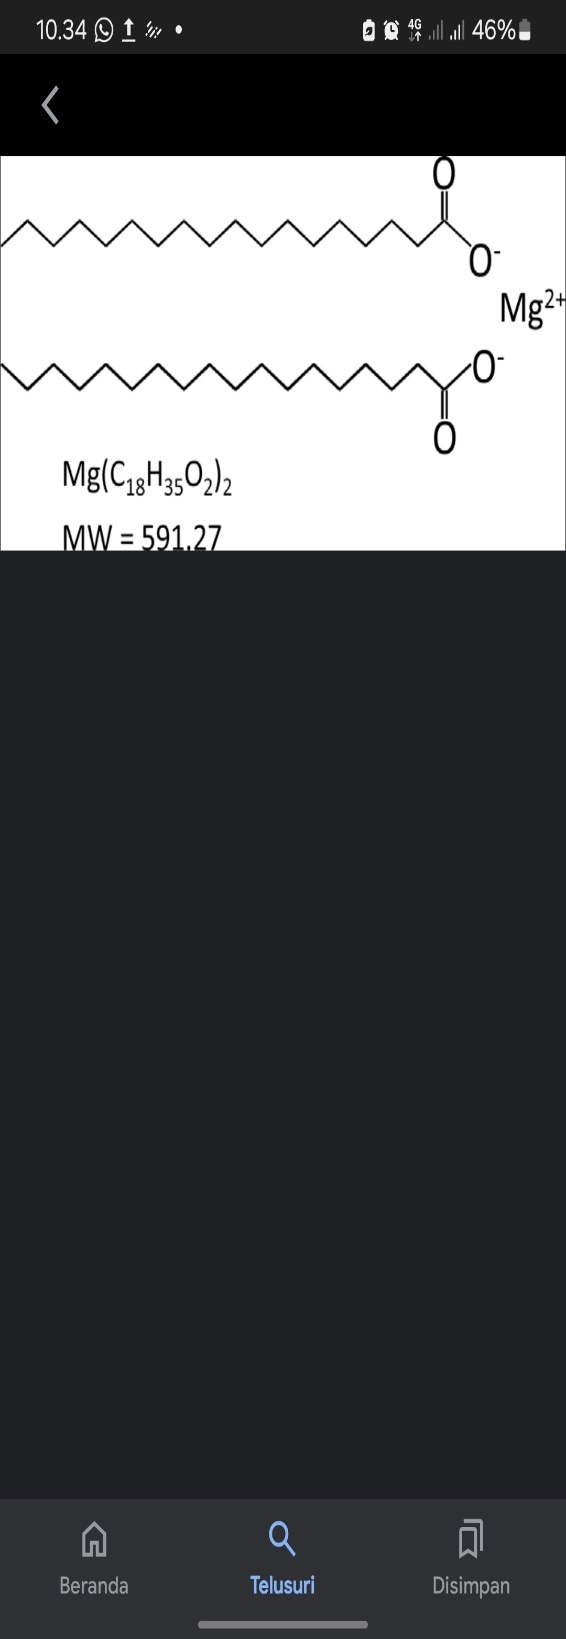 10.34 4G 46%
O
O⁻
Mg²⁺
O⁻
O
Mg(C₁₈H₃₅O₂)₂
MW = 591.27
Beranda Telusuri Disimpan